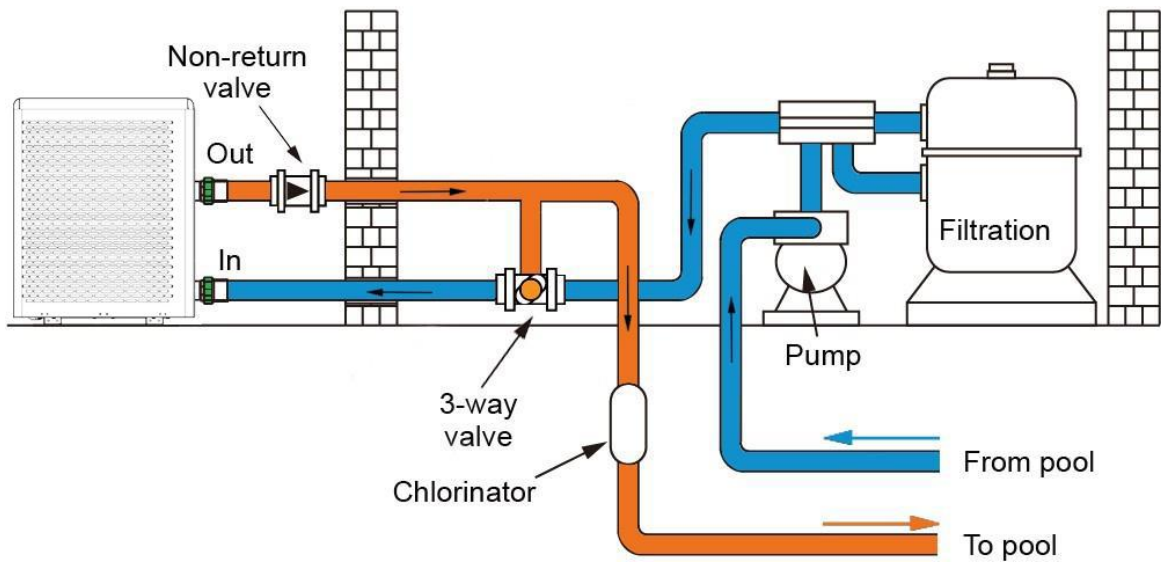 Non-return
valve
Out
In
Filtration
Pump
3-way
valve
Chlorinator
From pool
To pool